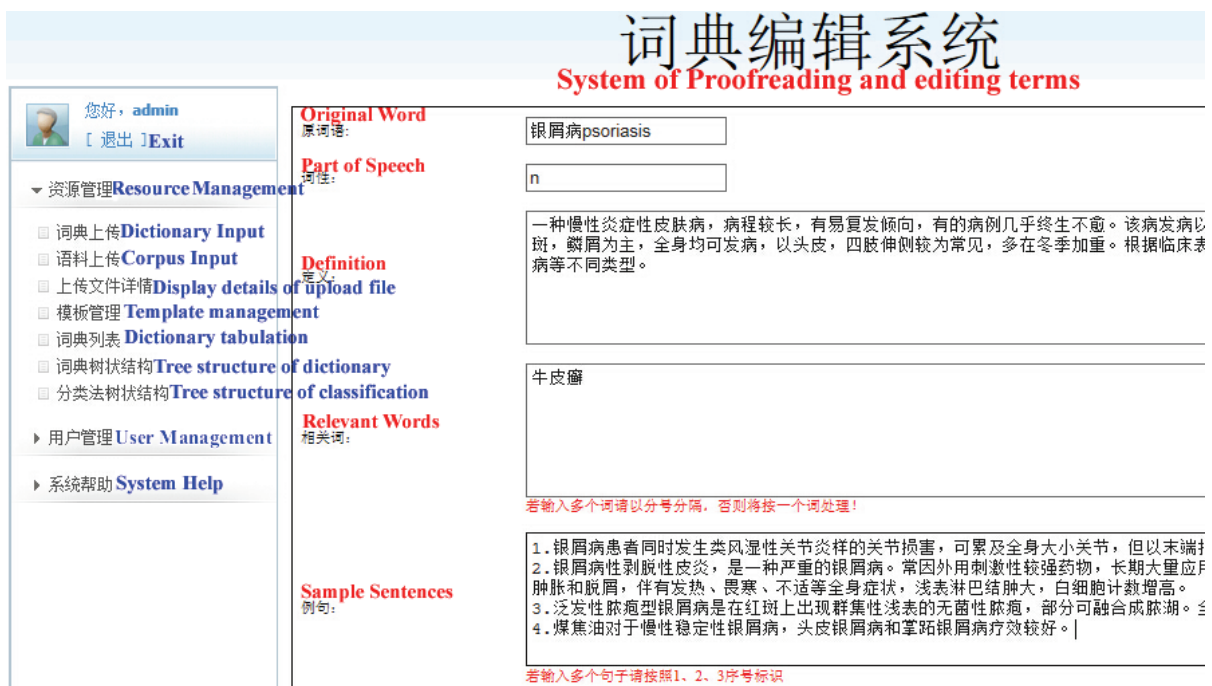 词典编辑系统
System of Proofreading and editing terms
您好，admin
[ 退出 ]Exit
资源管理Resource Management
词典上传Dictionary Input
语料上传Corpus Input
上传文件详情Display details of upload file
模板管理 Template management
词典列表 Dictionary tabulation
词典树状结构Tree structure of dictionary
分类法树状结构Tree structure of classification
用户管理User Management
系统帮助System Help
Original Word
原词语：
银屑病psoriasis
Part of Speech
词性：
n
Definition
定义：
一种慢性炎症性皮肤病，病程较长，有易复发倾向，有的病例几乎终生不愈。该病发病以
斑，鳞屑为主，全身均可发病，以头皮，四肢伸侧较为常见，多在冬季加重。根据临床表
病等不同类型。
Relevant Words
相关词：
牛皮癣
若输入多个词请以分号分隔，否则将按一个词处理！
Sample Sentences
例句：
1.银屑病患者同时发生类风湿性关节炎样的关节损害，可累及全身大小关节，但以末端
2.银屑病性剥脱性皮炎，是一种严重的银屑病。常因外用刺激性较强药物，长期大量应用
肿胀和脱屑，伴有发热、畏寒、不适等全身症状，浅表淋巴结肿大，白细胞计数增高。
3.泛发性脓疱型银屑病是在红斑上出现群集性浅表的无菌性脓疱，部分可融合成脓湖。全
4.煤焦油对于慢性稳定性银屑病，头皮银屑病和掌跖银屑病疗效较好。
若输入多个句子请按照1、2、3序号标识